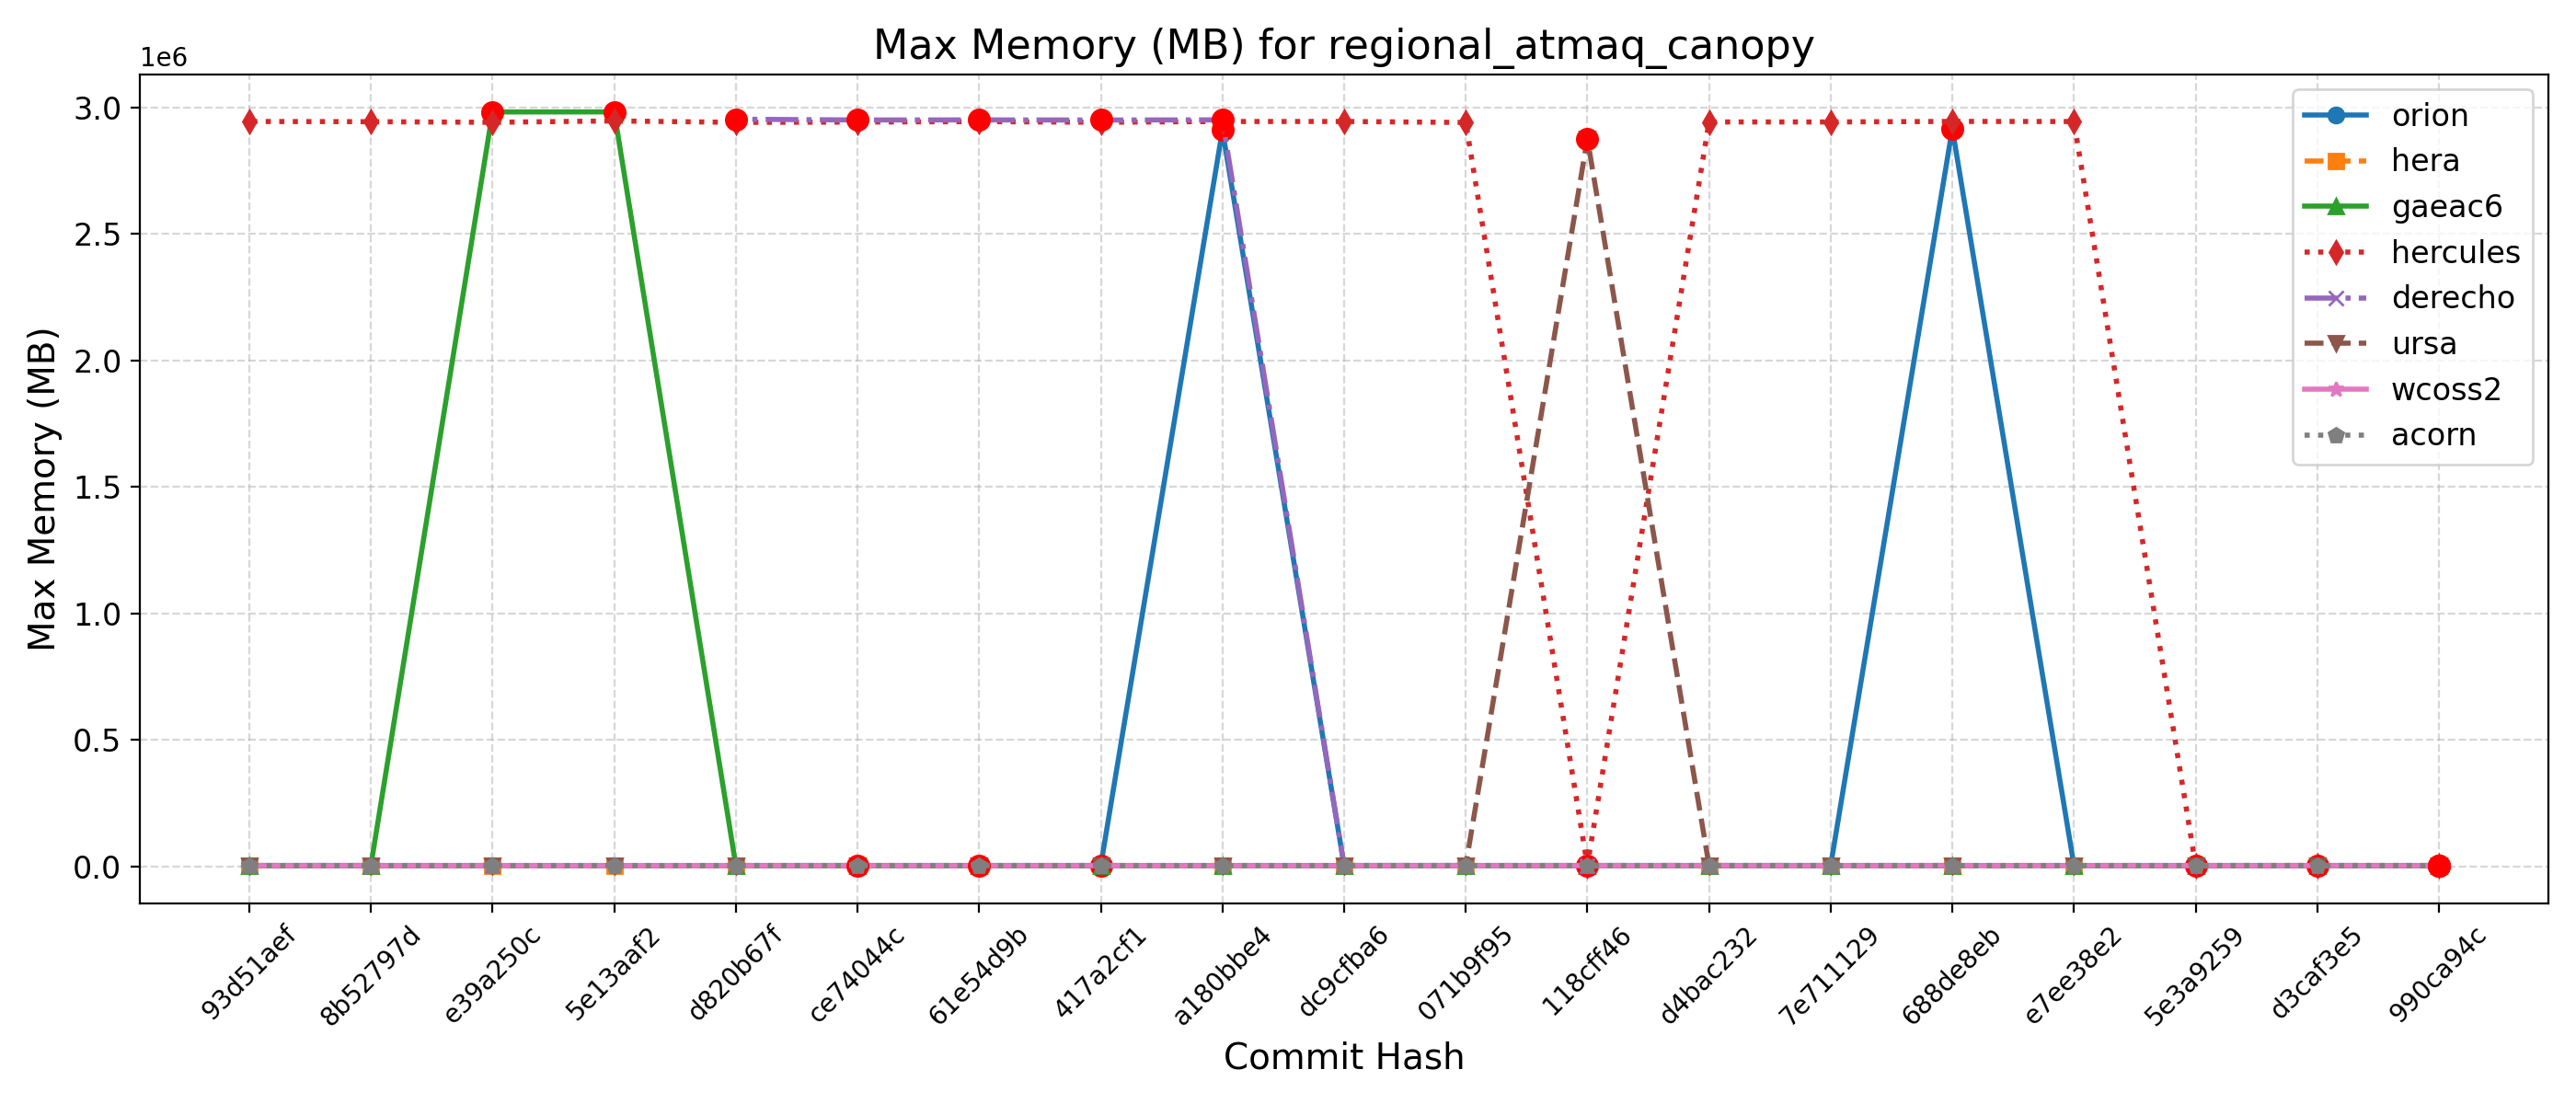 Max Memory (MB) for regional_atmaq_canopy
1e6
3.0
2.5
2.0
1.5
1.0
0.5
0.0
Max Memory (MB)
orion
hera
gaeac6
hercules
derecho
ursa
wcoss2
acorn
93d51aef
8b52797d
e39a250c
5e13aaf2
d820b67f
ce74044c
61e54d9b
417a2cf1
a180bbe4
dc9cfba6
071b9f95
118cff46
d4bac232
7e711129
688de8eb
e7ee38e2
5e3a9259
d3caf3e5
990ca94c
Commit Hash